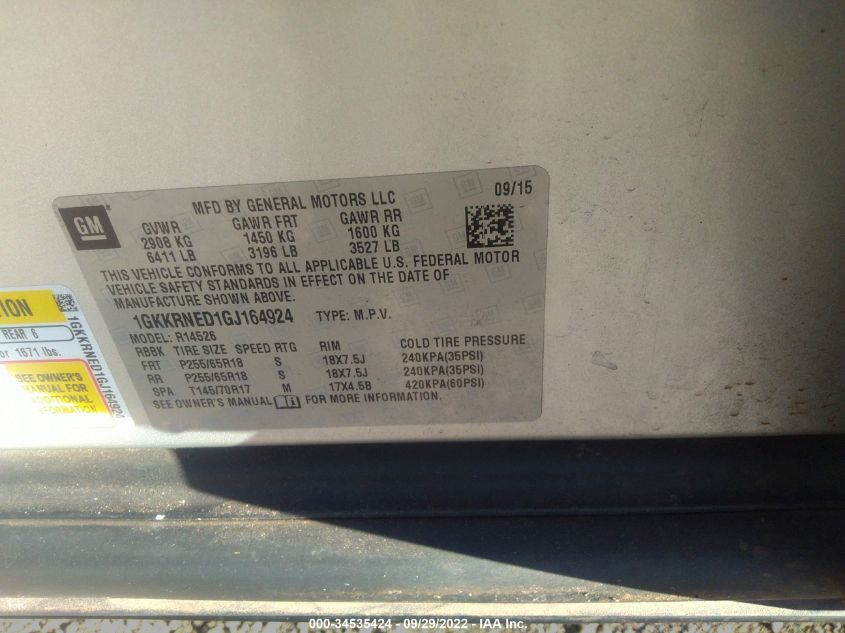 MFD BY GENERAL MOTORS LLC 09/15
GM
GVWR GAWR FRT GAWR RR
2908 KG 1450 KG 1600 KG
6411 LB 3196 LB 3527 LB
THIS VEHICLE CONFORMS TO ALL APPLICABLE U.S. FEDERAL MOTOR
VEHICLE SAFETY STANDARDS IN EFFECT ON THE DATE OF
MANUFACTURE SHOWN ABOVE.
1GKKRNED1GJ164924 TYPE: M.P.V.
MODEL: R14526
RBBK TIRE SIZE SPEED RTG RIM COLD TIRE PRESSURE
FRT P255/65R18 S 18X7.5J 240KPA(35PSI)
RR P255/65R18 S 18X7.5J 240KPA(35PSI)
SPA T145/70R17 M 17X4.5B 420KPA(60PSI)
SEE OWNER'S MANUAL FOR MORE INFORMATION.
REAR 6
or 1671 lbs.
SEE OWNER'S
MANUAL FOR
ADDITIONAL
INFORMATION
1GKKRNED1GJ164924
000-34535424 - 09/29/2022 - IAA Inc.